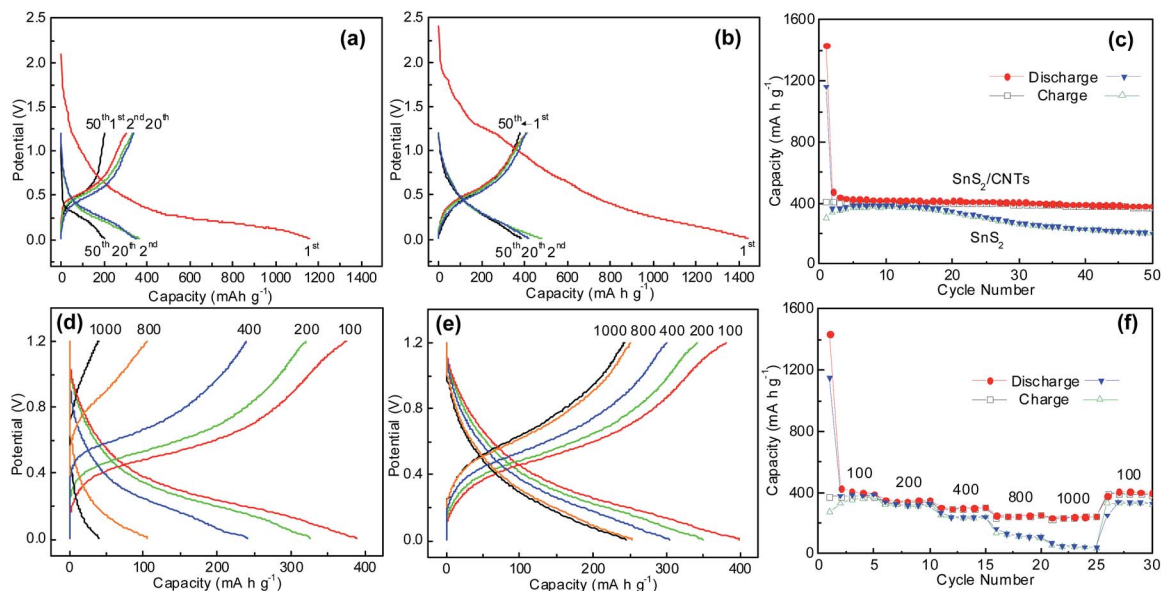 (a)
2.5
2.0
1.5
1.0
0.5
0.0
Potential (V)
50th 1st 2nd 20th
50th 20th 2nd
1st
0 200 400 600 800 1000 1200 1400
Capacity (mAh g-1)
(b)
2.5
2.0
1.5
1.0
0.5
0.0
Potential (V)
50th ← 1st
50th 20th 2nd
1st
0 200 400 600 800 1000 1200 1400
Capacity (mA h g-1)
(c)
1600
1200
800
400
0
Capacity (mA h g-1)
Discharge
Charge
SnS2/CNTs
SnS2
0 10 20 30 40 50
Cycle Number
(d)
1000 800 400 200 100
1.2
0.8
0.4
0.0
Potential (V)
0 100 200 300 400
Capacity (mA h g-1)
(e)
1000 800 400 200 100
1.2
0.8
0.4
0.0
Potential (V)
0 100 200 300 400
Capacity (mA h g-1)
(f)
1600
1200
800
400
0
Capacity (mA h g-1)
Discharge
Charge
100 200 400 800 1000 100
0 5 10 15 20 25 30
Cycle Number